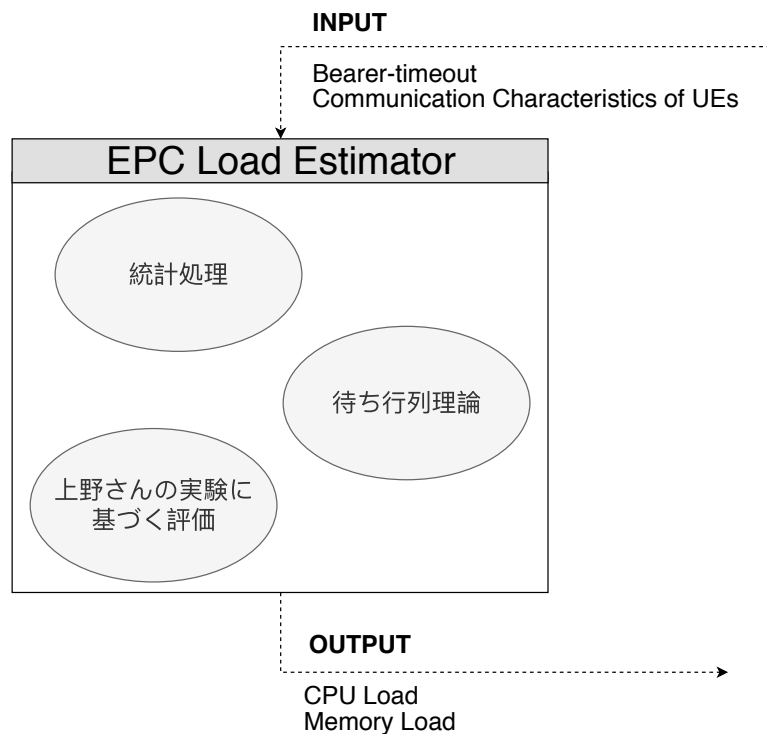 INPUT
Bearer-timeout
Communication Characteristics of UEs
EPC Load Estimator
統計処理
待ち行列理論
上野さんの実験に
基づく評価
OUTPUT
CPU Load
Memory Load